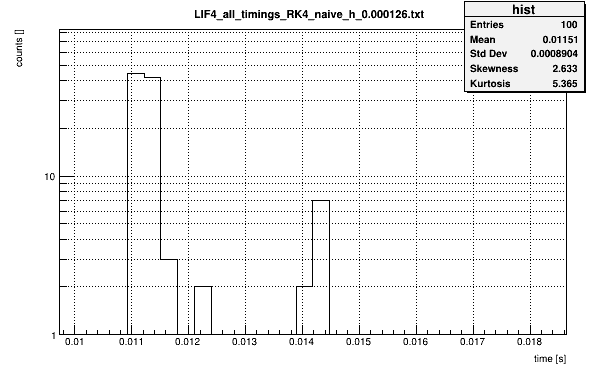 LIF4_all_timings_RK4_naive_h_0.000126.txt
hist
Entries 100
Mean 0.01151
Std Dev 0.0008904
Skewness 2.633
Kurtosis 5.365
counts []
10
1
0.01 0.011 0.012 0.013 0.014 0.015 0.016 0.017 0.018
time [s]